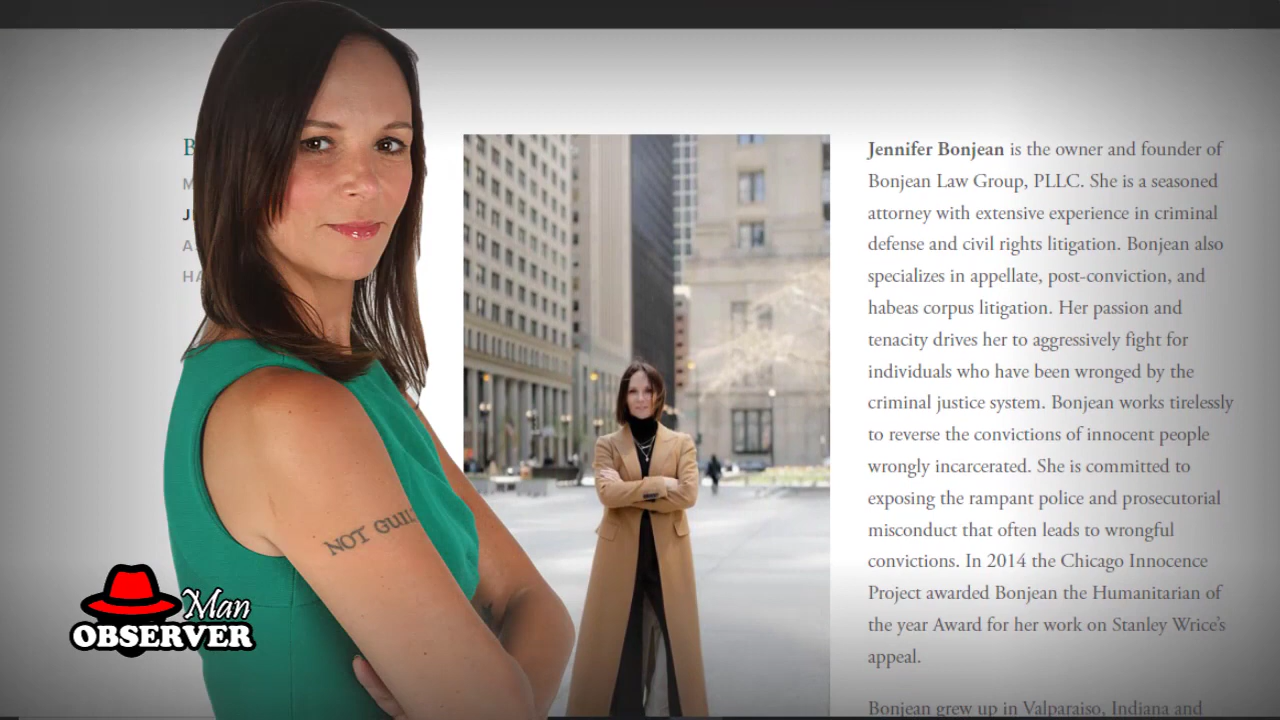 Jennifer Bonjean is the owner and founder of
Bonjean Law Group, PLLC. She is a seasoned
attorney with extensive experience in criminal
defense and civil rights litigation. Bonjean also
specializes in appellate, post-conviction, and
habeas corpus litigation. Her passion and
tenacity drives her to aggressively fight for
individuals who have been wronged by the
criminal justice system. Bonjean works tirelessly
to reverse the convictions of innocent people
wrongly incarcerated. She is committed to
exposing the rampant police and prosecutorial
misconduct that often leads to wrongful
convictions. In 2014 the Chicago Innocence
Project awarded Bonjean the Humanitarian of
the year Award for her work on Stanley Wrice’s
appeal.
Bonjean grew up in Valparaiso, Indiana and
NOT
Man
OBSERVER